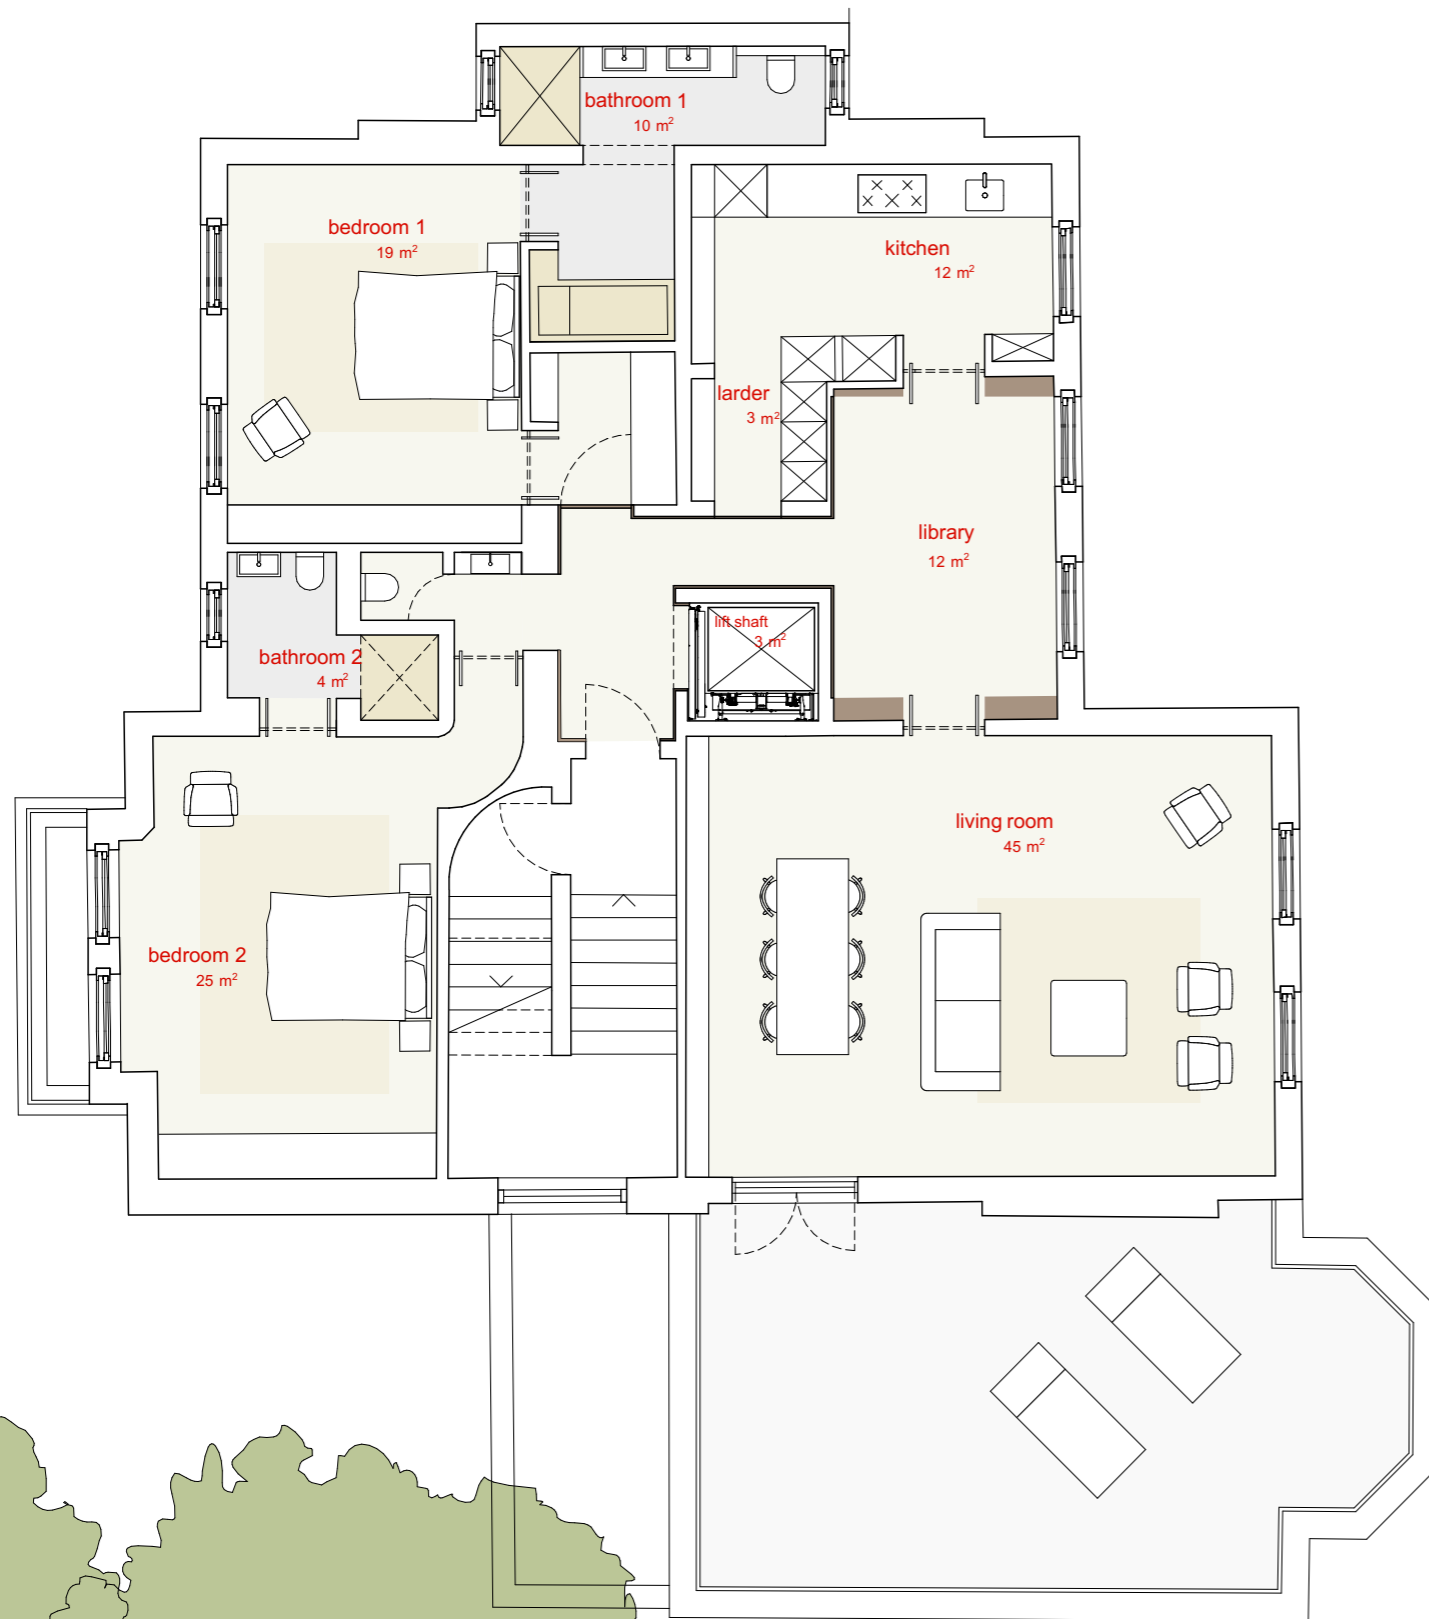 bathroom 1
10 m²
bedroom 1
19 m²
kitchen
12 m²
larder
3 m²
library
12 m²
lift shaft
3 m²
bathroom 2
4 m²
living room
45 m²
bedroom 2
25 m²